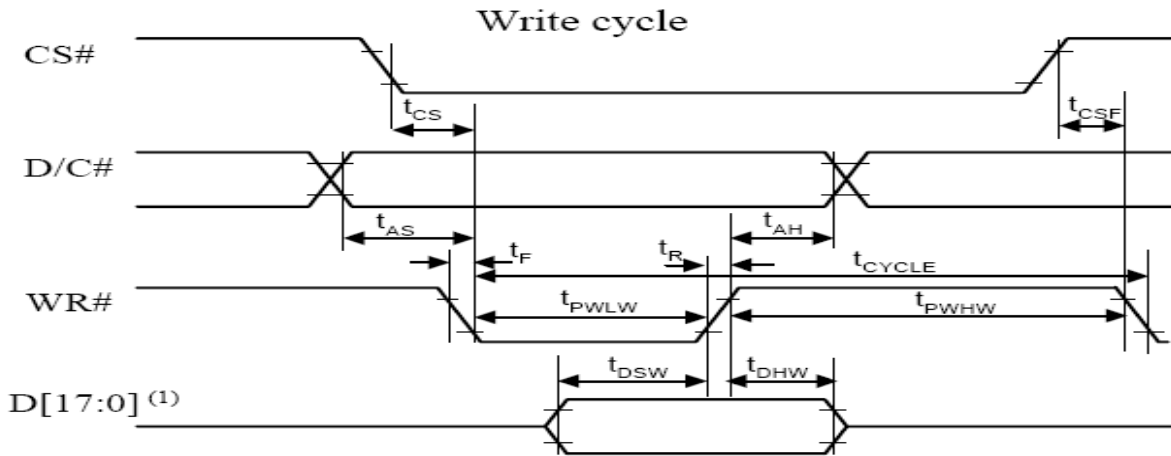 Write cycle
CS#
tCS
tCSF
D/C#
tAS
tAH
tF
tR
tCYCLE
WR#
tPWLW
tPWHW
tDSW
tDHW
D[17:0] (1)